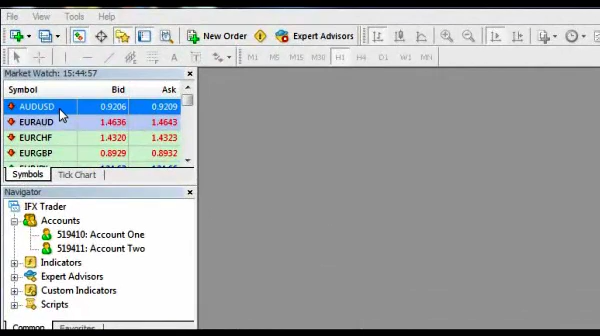 File View Tools Help
New Order Expert Advisors
A T M1 M5 M15 M30 H1 H4 D1
Market Watch: 15:44:57
Symbol Bid Ask
AUDUSD 0.9206 0.9209
EURAUD 1.4636 1.4643
EURCHF 1.4320 1.4323
EURGBP 0.8929 0.8932
Symbols Tick Chart
Navigator
IFX Trader
Accounts
519410: Account One
519411: Account Two
Indicators
Expert Advisors
Custom Indicators
Scripts
Common Favorites